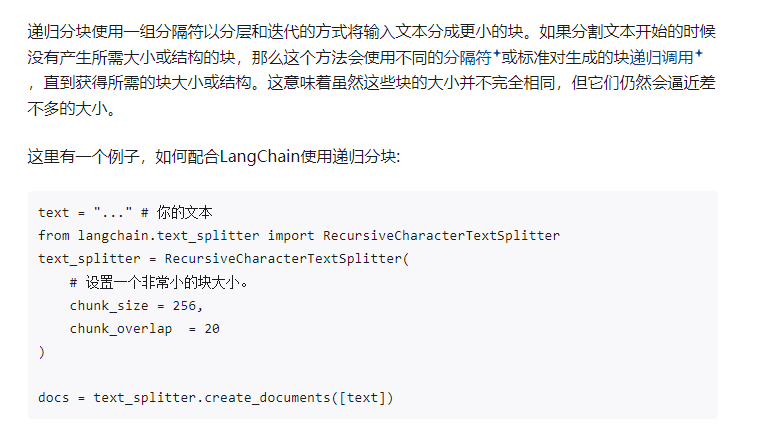 递归分块使用一组分隔符以分层和迭代的方式将输入文本分成更小的块。如果分割文本开始的时候
没有产生所需大小或结构的块，那么这个方法会使用不同的分隔符或标准对生成的块递归调用
，直到获得所需的块大小或结构。这意味着虽然这些块的大小并不完全相同，但它们仍然会逼近差
不多的大小。
这里有一个例子，如何配合LangChain使用递归分块:
text = "..." # 你的文本
from langchain.text_splitter import RecursiveCharacterTextSplitter
text_splitter = RecursiveCharacterTextSplitter(
    # 设置一个非常小的块大小。
    chunk_size = 256,
    chunk_overlap  = 20
)
docs = text_splitter.create_documents([text])